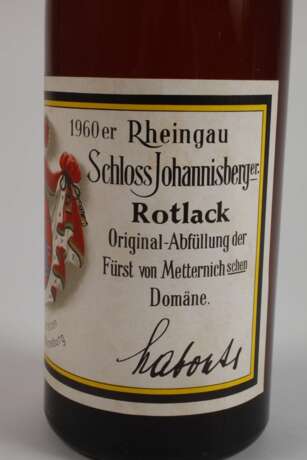 1960er Rheingau
Schloss Johannisberger
Rotlack
Original-Abfüllung der
Fürst von Metternich schen
Domäne.